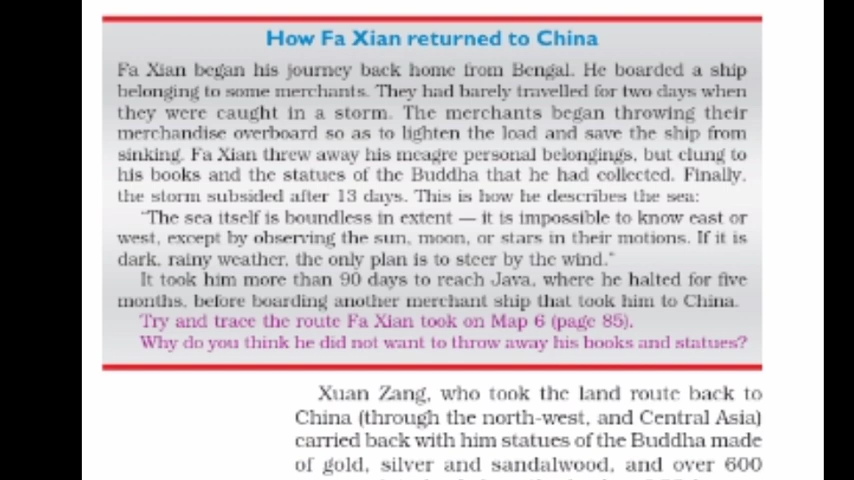 How Fa Xian returned to China
Fa Xian began his journey back home from Bengal. He boarded a ship
belonging to some merchants. They had barely travelled for two days when
they were caught in a storm. The merchants began throwing their
merchandise overboard so as to lighten the load and save the ship from
sinking. Fa Xian threw away his meagre personal belongings, but clung to
his books and the statues of the Buddha that he had collected. Finally,
the storm subsided after 13 days. This is how he describes the sea:
"The sea itself is boundless in extent — it is impossible to know east or
west, except by observing the sun, moon, or stars in their motions. If it is
dark, rainy weather, the only plan is to steer by the wind."
It took him more than 90 days to reach Java, where he halted for five
months, before boarding another merchant ship that took him to China.
Try and trace the route Fa Xian took on Map 6 (page 85).
Why do you think he did not want to throw away his books and statues?
Xuan Zang, who took the land route back to
China (through the north-west, and Central Asia)
carried back with him statues of the Buddha made
of gold, silver and sandalwood, and over 600